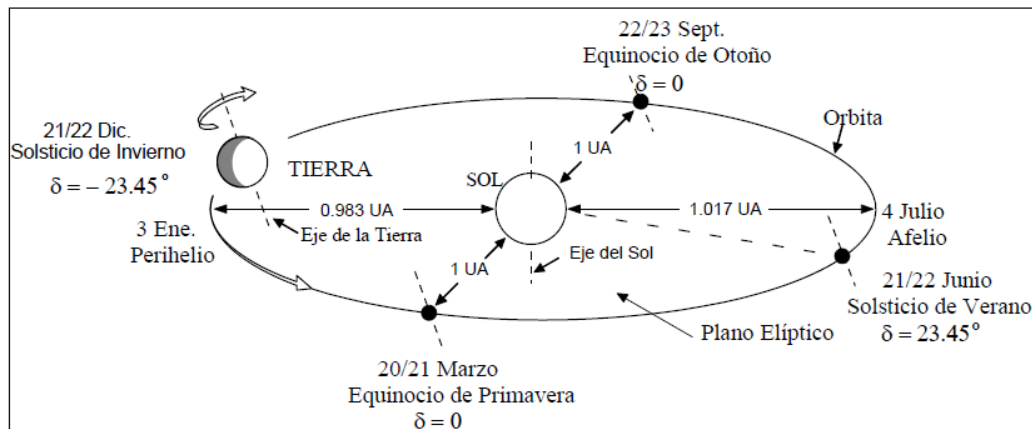 22/23 Sept.
Equinocio de Otoño
δ = 0
Orbita
21/22 Dic.
Solsticio de Invierno
δ = − 23.45°
TIERRA
1 UA
SOL
0.983 UA
1.017 UA
4 Julio
Afelio
3 Ene.
Perihelio
Eje de la Tierra
Eje del Sol
1 UA
21/22 Junio
Solsticio de Verano
δ = 23.45°
Plano Elíptico
20/21 Marzo
Equinocio de Primavera
δ = 0